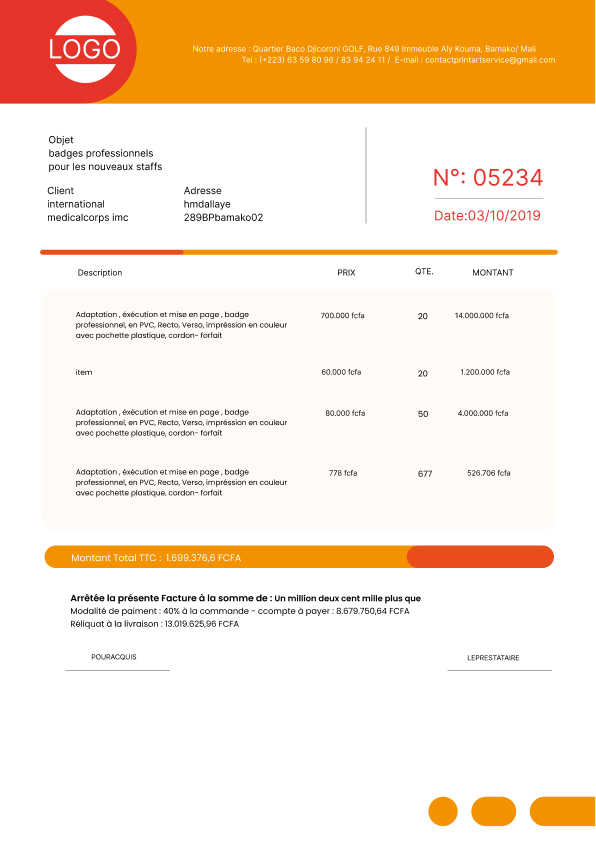 LOGO
Notre adresse : Quartier Baco Djicoroni GOLF, Rue 849 Immeuble Aly Kouma, Bamako/ Mali
Tel : (+223) 63 59 80 96 / 83 94 24 11 / E-mail : contactprintartservice@gmail.com
Objet
badges professionnels
pour les nouveaux staffs
Client
international
medicalcorps imc
Adresse
hmdallaye
289BPbamako02
N°: 05234
Date:03/10/2019
Description PRIX QTE. MONTANT
Adaptation , éxécution et mise en page , badge 700.000 fcfa 20 14.000.000 fcfa
professionnel, en PVC, Recto, Verso, impréssion en couleur
avec pochette plastique, cordon- forfait
item 60.000 fcfa 20 1.200.000 fcfa
Adaptation , éxécution et mise en page , badge 80.000 fcfa 50 4.000.000 fcfa
professionnel, en PVC, Recto, Verso, impréssion en couleur
avec pochette plastique, cordon- forfait
Adaptation , éxécution et mise en page , badge 778 fcfa 677 526.706 fcfa
professionnel, en PVC, Recto, Verso, impréssion en couleur
avec pochette plastique, cordon- forfait
Montant Total TTC : 1.699.376,6 FCFA
Arrêtée la présente Facture à la somme de : Un million deux cent mille plus que
Modalité de paiment : 40% à la commande - ccompte à payer : 8.679.750,64 FCFA
Réliquat à la livraison : 13.019.625,96 FCFA
POURACQUIS LEPRESTATAIRE